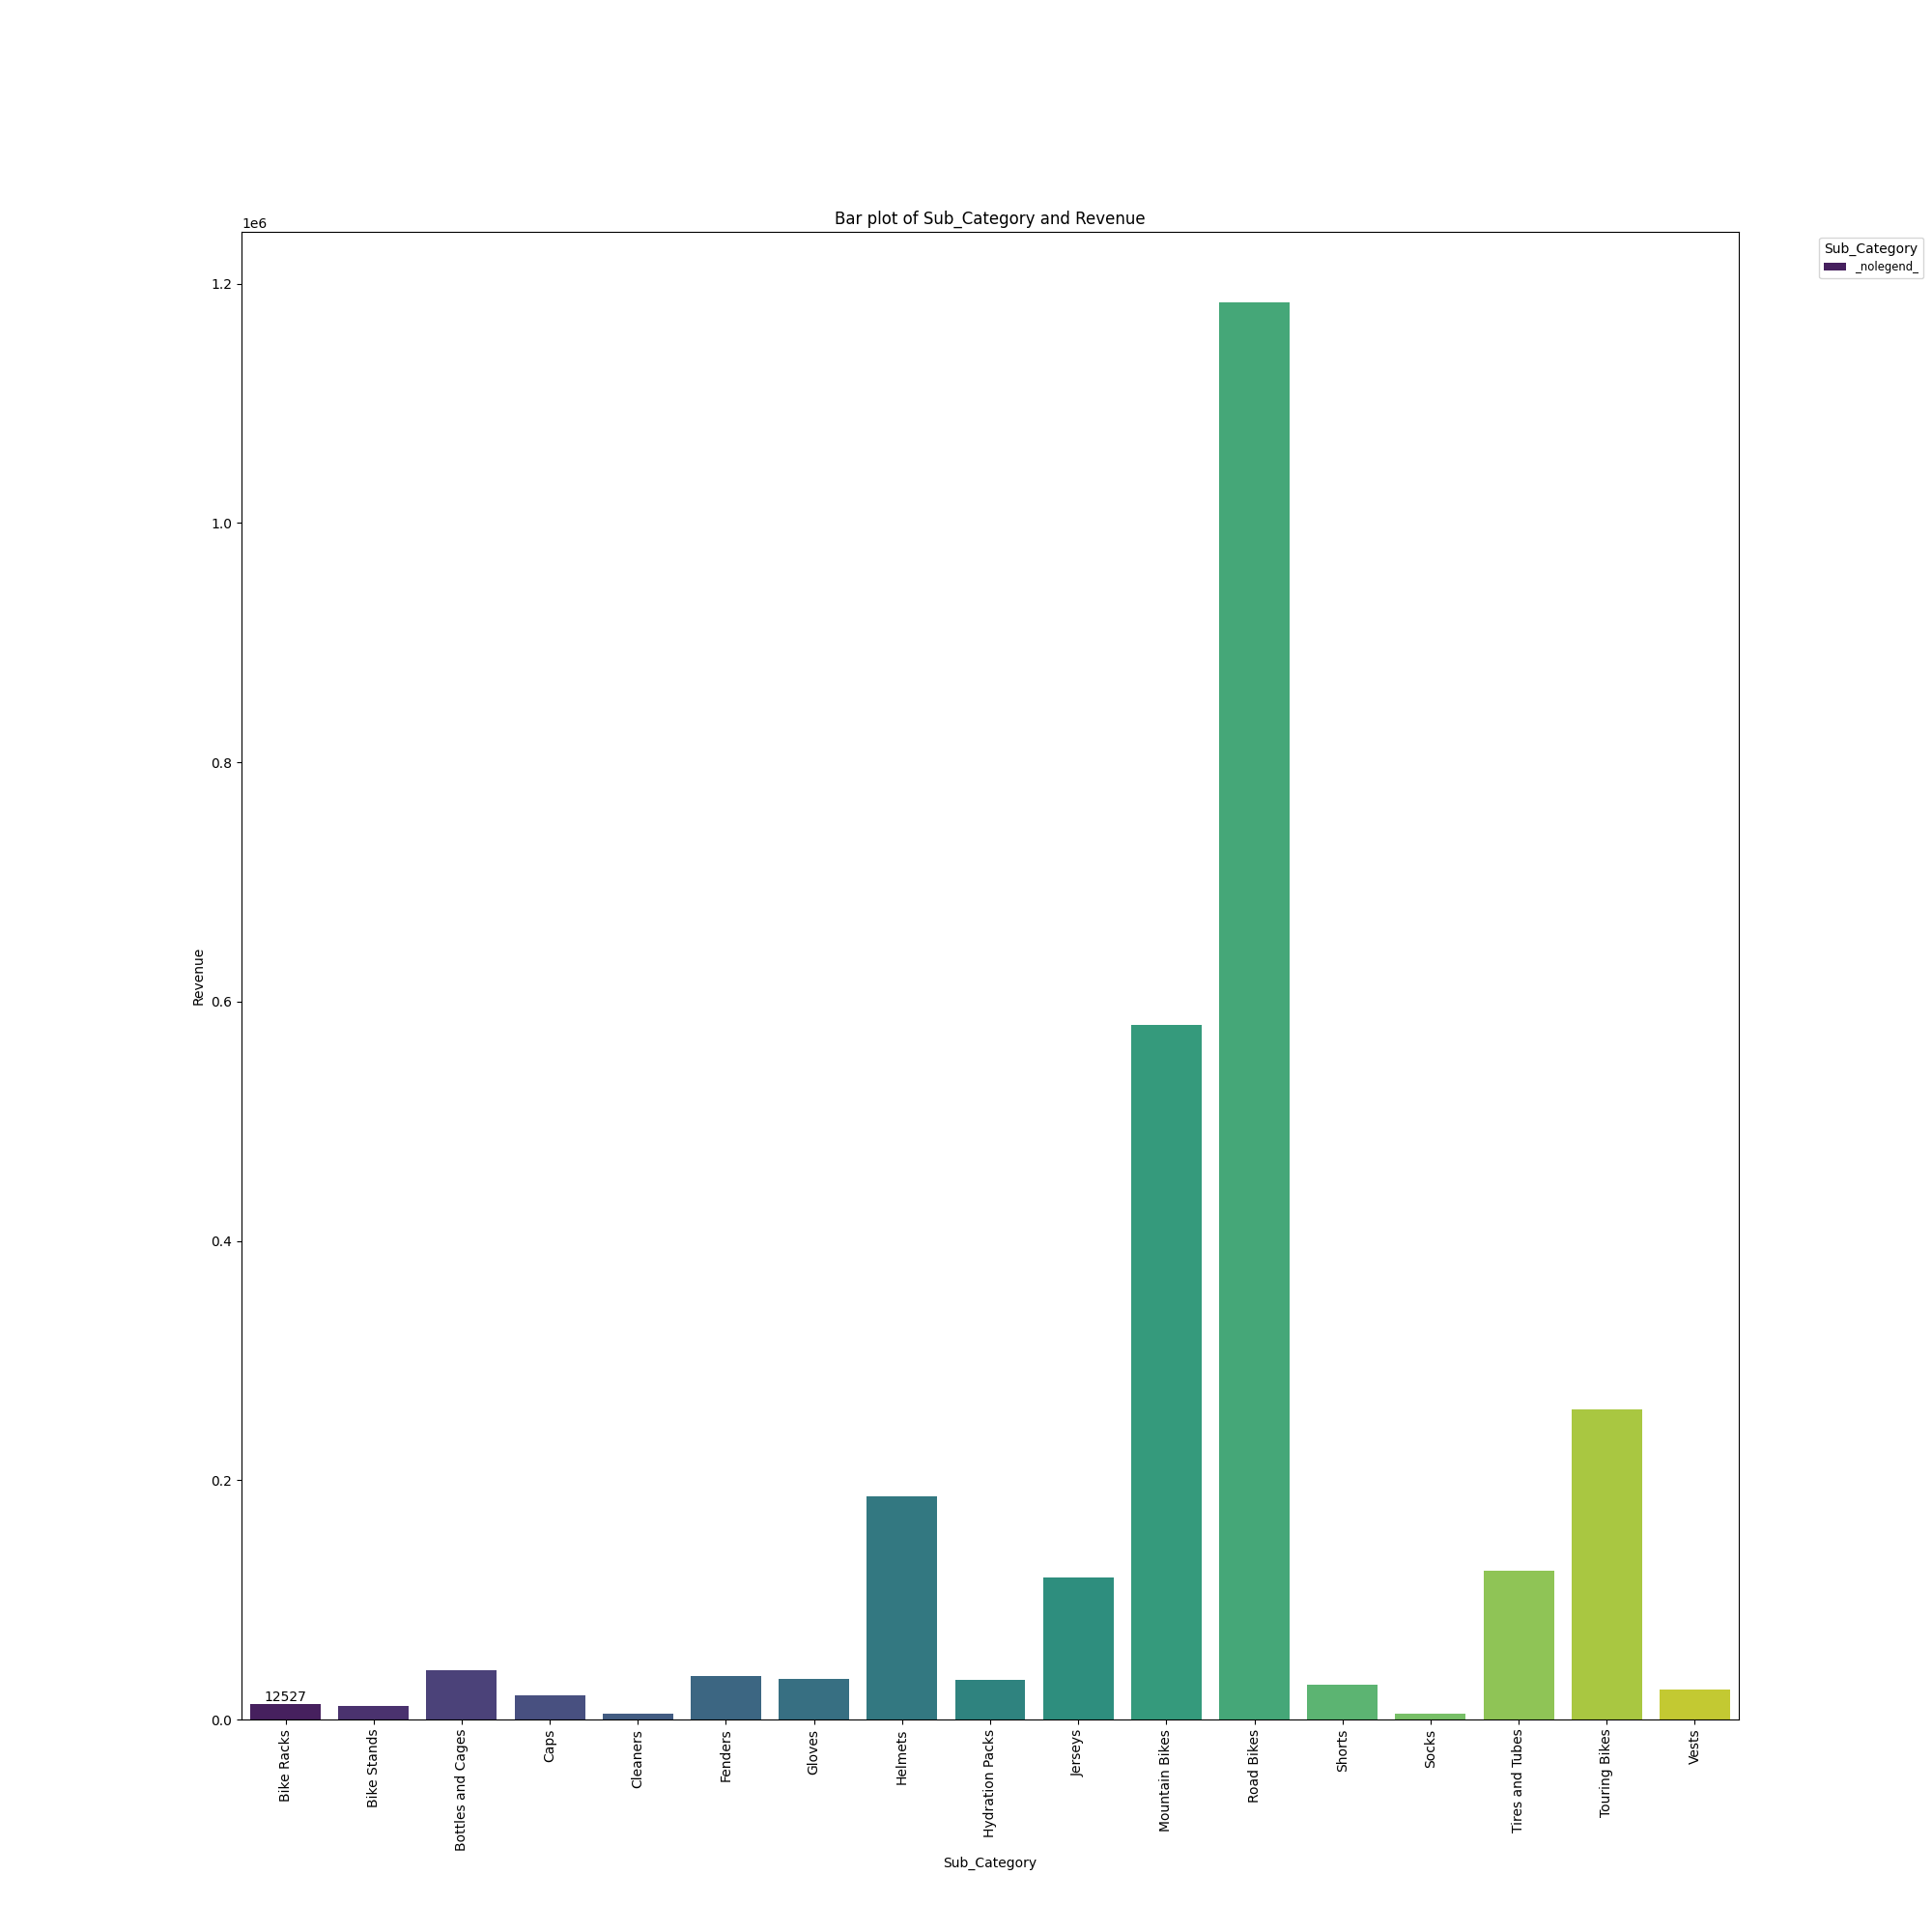 Bar plot of Sub_Category and Revenue
1e6
Sub_Category
_nolegend_
1.2
1.0
0.8
0.6
0.4
0.2
0.0
Revenue
12527
Bike Racks
Bike Stands
Bottles and Cages
Caps
Cleaners
Fenders
Gloves
Helmets
Hydration Packs
Jerseys
Mountain Bikes
Road Bikes
Shorts
Socks
Tires and Tubes
Touring Bikes
Vests
Sub_Category